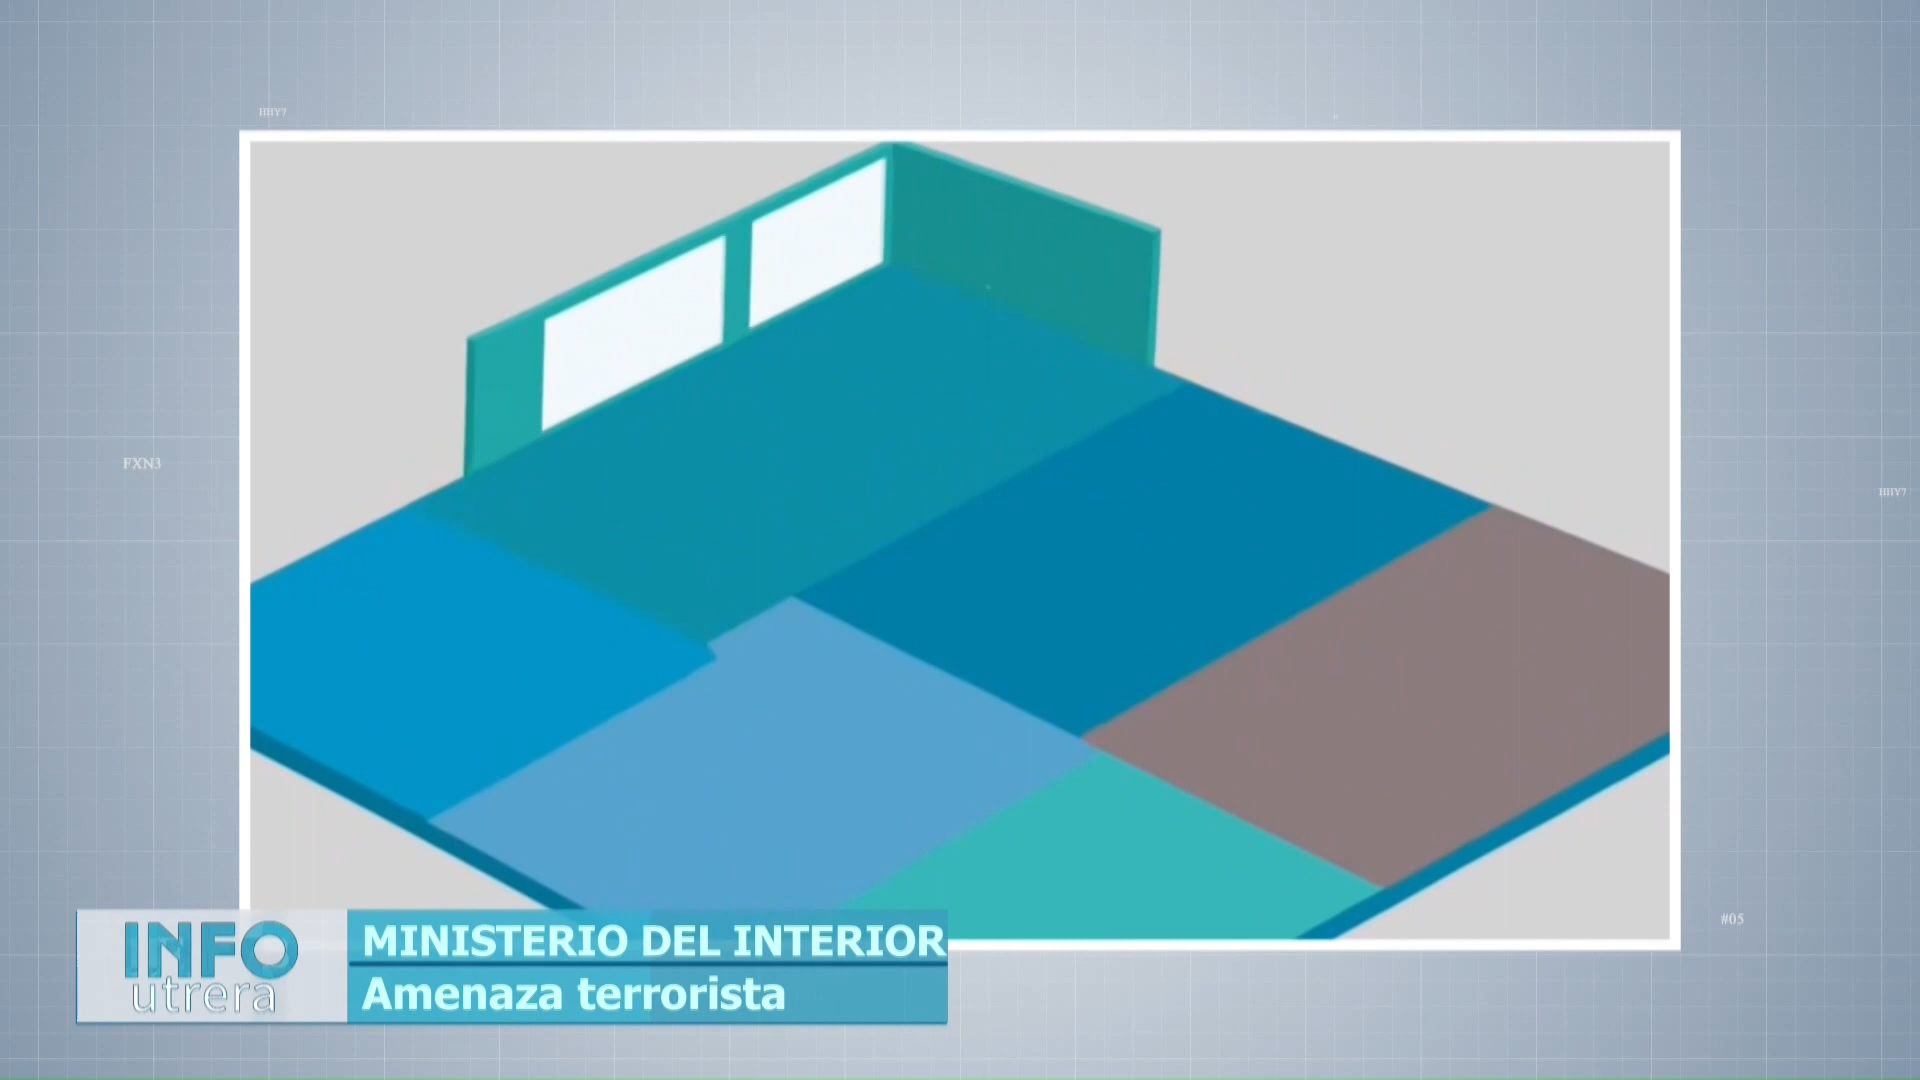 HHY7
FXN3
HHY7
#05
INFO
utrera
MINISTERIO DEL INTERIOR
Amenaza terrorista